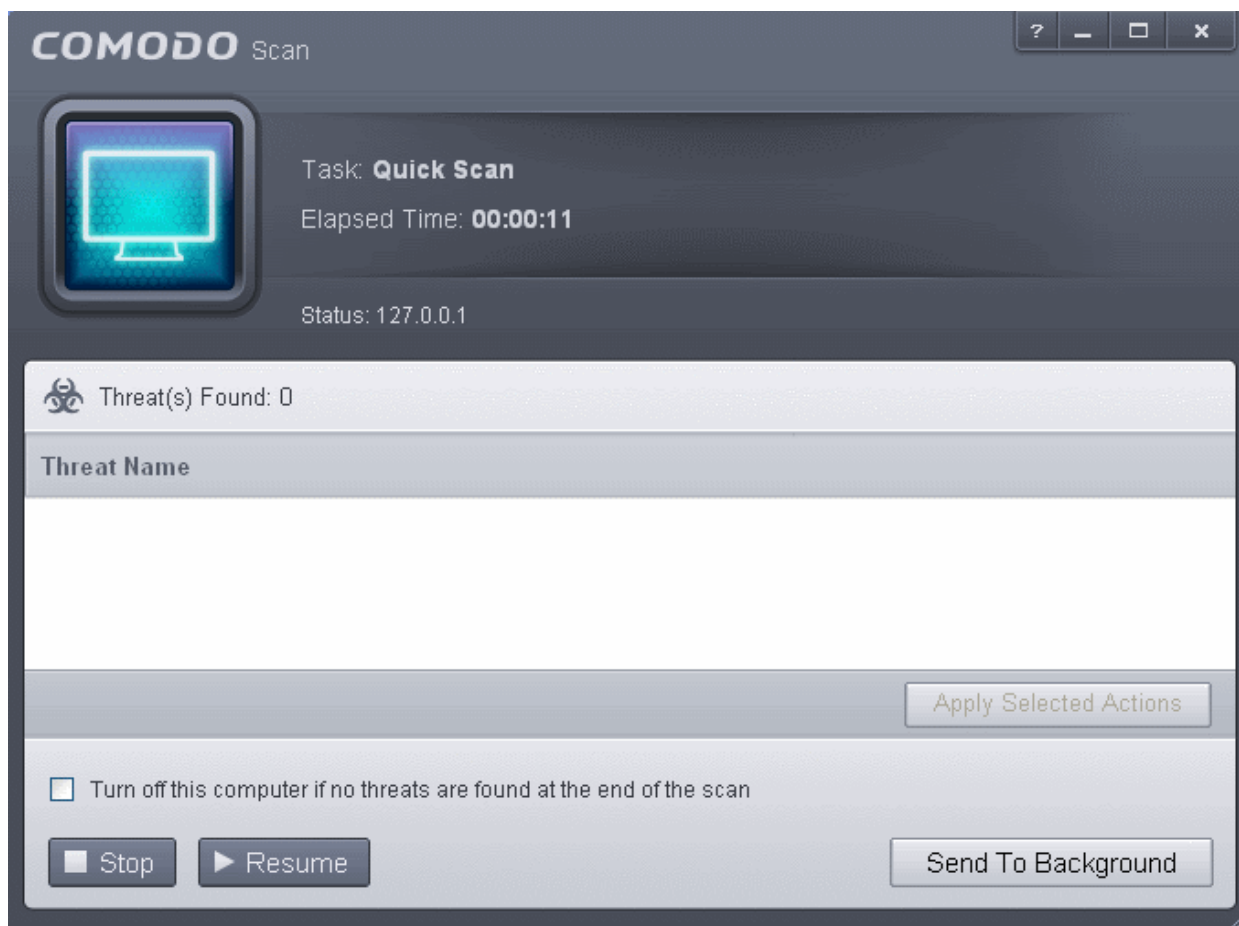 COMODO Scan
?
Task: Quick Scan
Elapsed Time: 00:00:11
Status: 127.0.0.1
Threat(s) Found: 0
Threat Name
Apply Selected Actions
Turn off this computer if no threats are found at the end of the scan
Stop
Resume
Send To Background